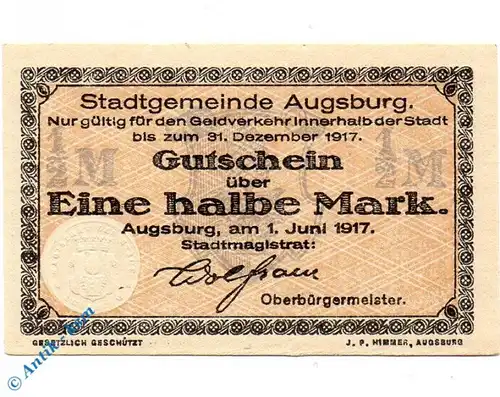 Stadtgemeinde Augsburg.
Nur gültig für den Geldverkehr innerhalb der Stadt
bis zum 31. Dezember 1917.
1/2 M
1/2 M
Gutschein
über
Eine halbe Mark.
Augsburg, am 1. Juni 1917.
Stadtmagistrat:
Wolfram
Oberbürgermeister.
GESETZLICH GESCHÜTZT
J. P. HIMMER, AUGSBURG